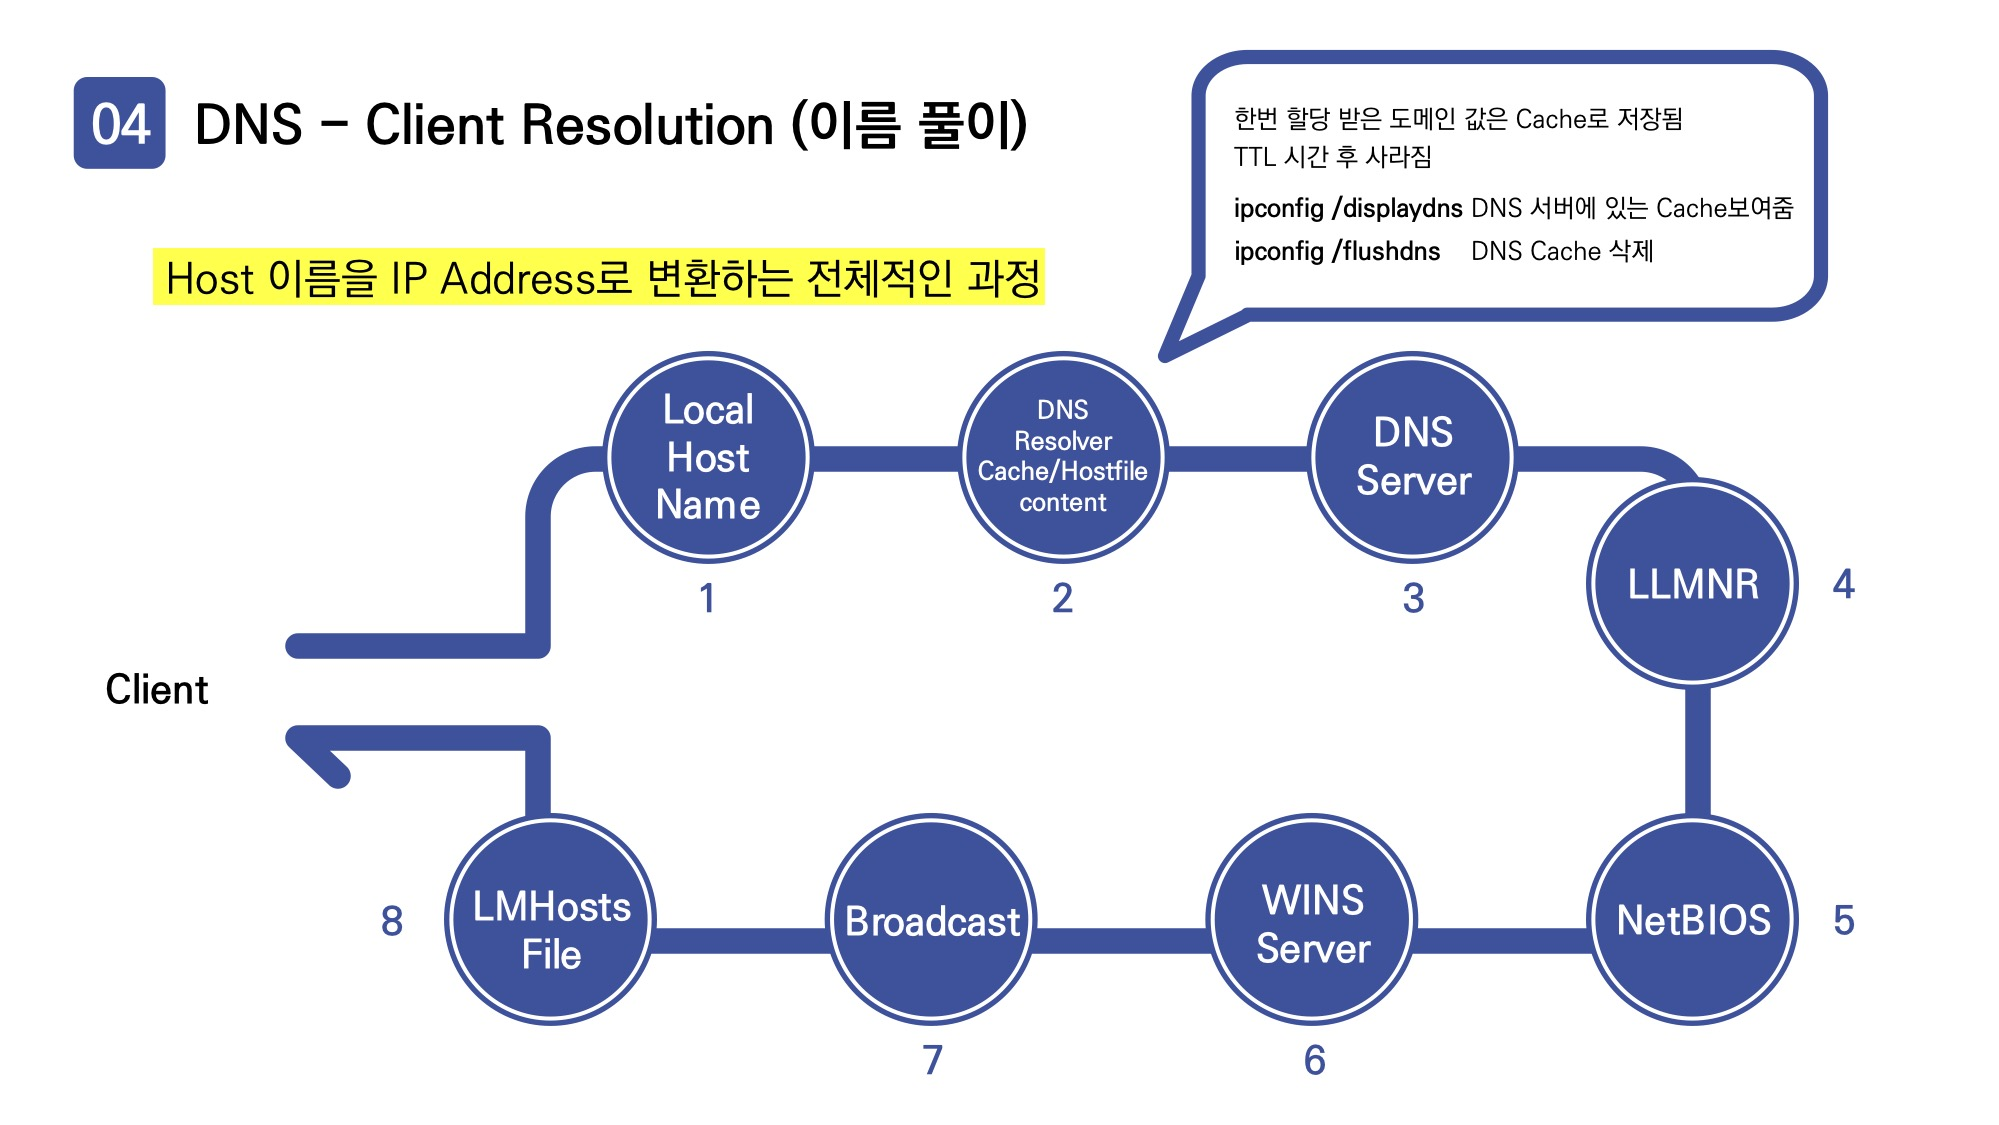 04
DNS - Client Resolution (이름 풀이)
한번 할당 받은 도메인 값은 Cache로 저장됨
TTL 시간 후 사라짐
ipconfig /displaydns DNS 서버에 있는 Cache보여줌
ipconfig /flushdns DNS Cache 삭제
Host 이름을 IP Address로 변환하는 전체적인 과정
Local
Host
Name
1
DNS
Resolver
Cache/Hostfile
content
2
DNS
Server
3
LLMNR
4
Client
NetBIOS
5
WINS
Server
6
Broadcast
7
LMHosts
File
8